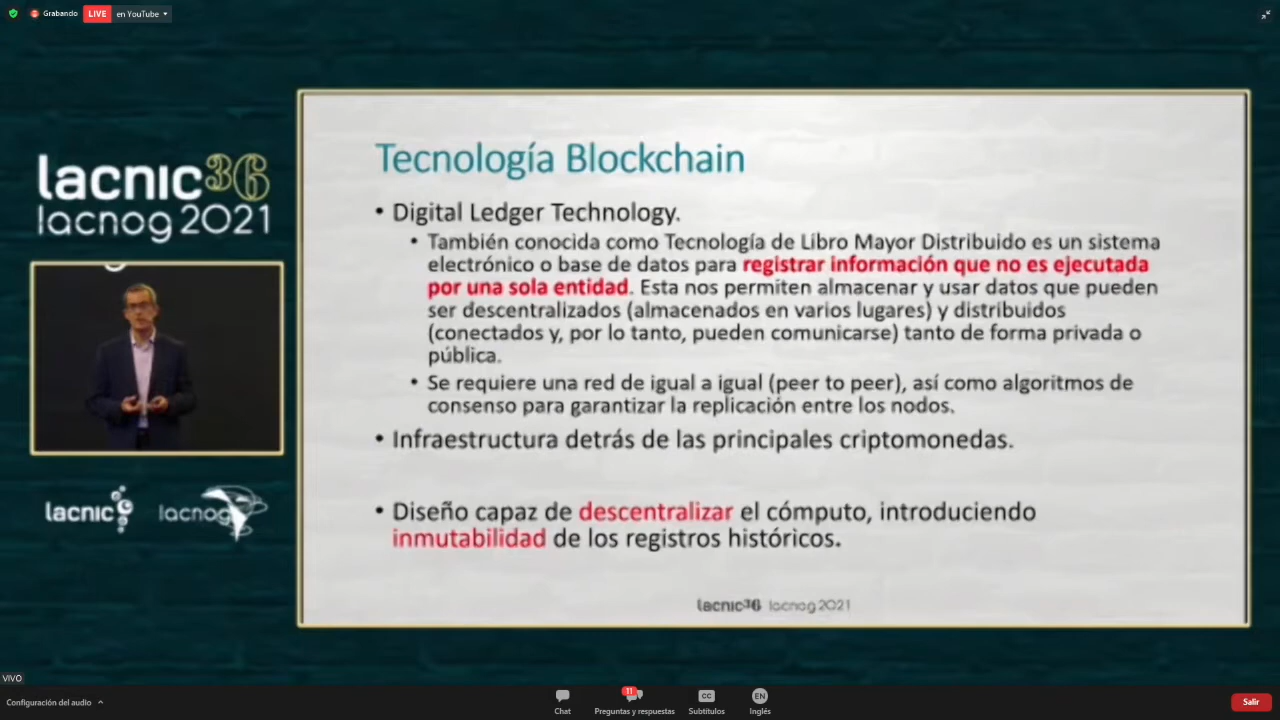 Grabando
LIVE
en YouTube
lacnic36
lacnog 2021
lacnic
lacnog
Tecnología Blockchain
• Digital Ledger Technology.
• También conocida como Tecnología de Libro Mayor Distribuido es un sistema
electrónico o base de datos para registrar información que no es ejecutada
por una sola entidad. Esta nos permiten almacenar y usar datos que pueden
ser descentralizados (almacenados en varios lugares) y distribuidos
(conectados y, por lo tanto, pueden comunicarse) tanto de forma privada o
pública.
• Se requiere una red de igual a igual (peer to peer), así como algoritmos de
consenso para garantizar la replicación entre los nodos.
• Infraestructura detrás de las principales criptomonedas.
• Diseño capaz de descentralizar el cómputo, introduciendo
inmutabilidad de los registros históricos.
lacnic36 lacnog 2021
VIVO
Configuración del audio
Chat
11
Preguntas y respuestas
CC
Subtítulos
EN
Inglés
Salir